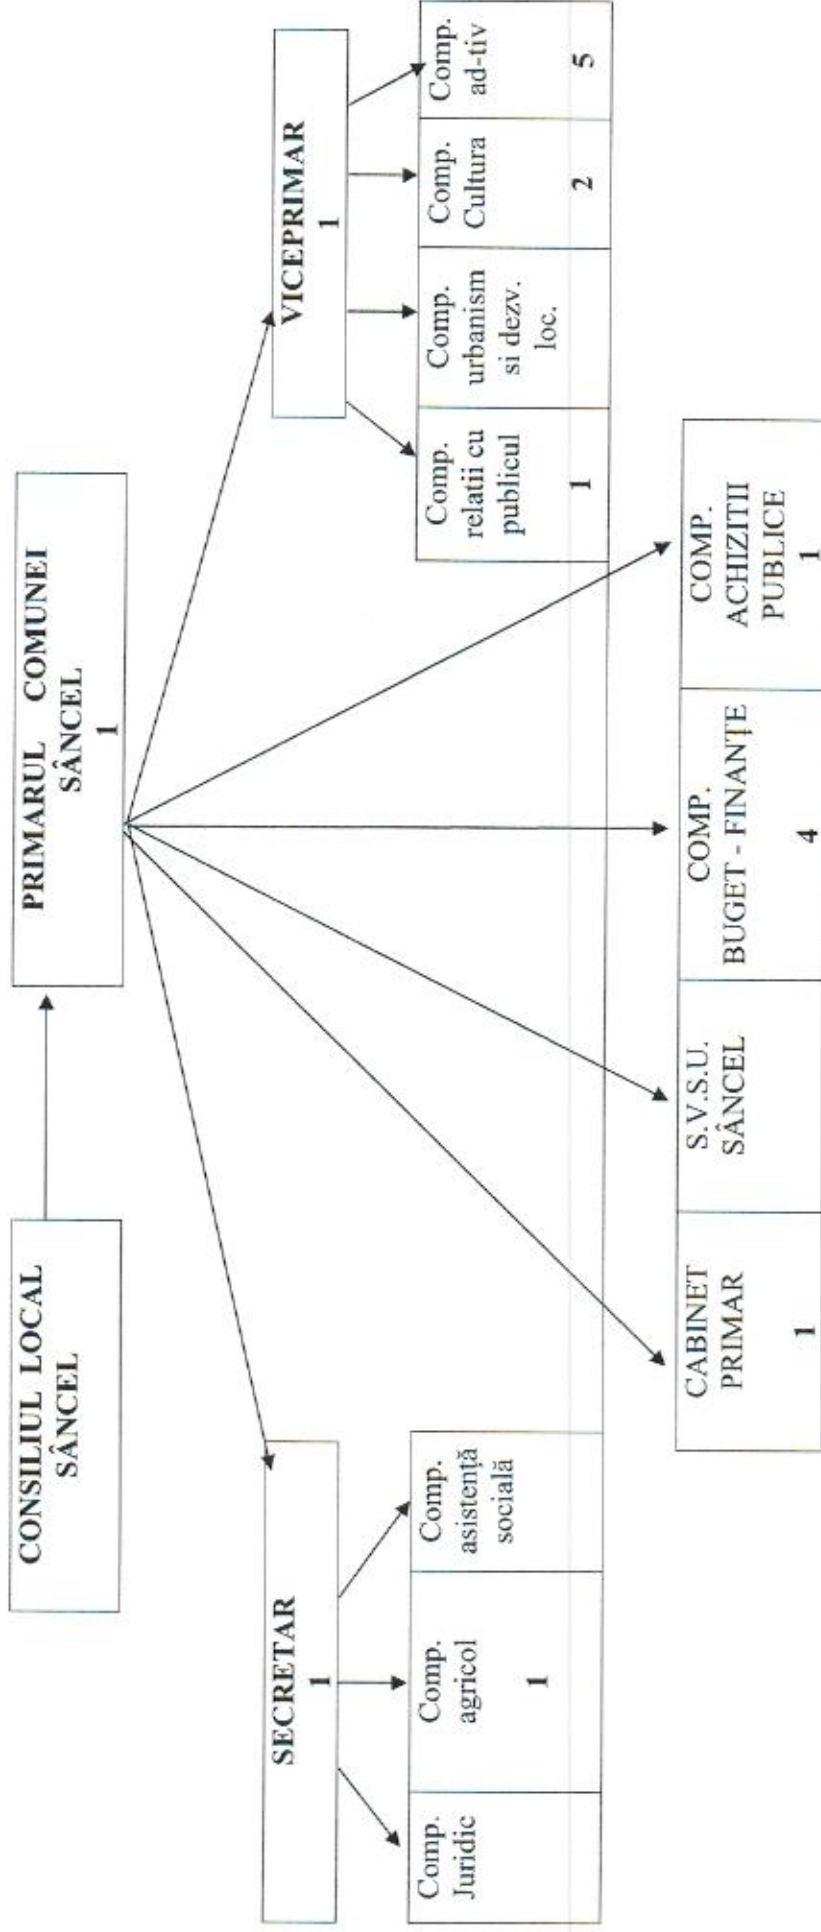 CONSILIUL LOCAL
SÂNCEL
PRIMARUL COMUNEI
SÂNCEL
1
SECRETAR
1
VICEPRIMAR
1
Comp.
Juridic
Comp.
agricol
1
Comp.
asistență
socială
Comp.
relatii cu
publicul
1
Comp.
urbanism
si dezv.
loc.
Comp.
Cultura
2
Comp.
ad-tiv
5
CABINET
PRIMAR
1
S.V.S.U.
SÂNCEL
COMP.
BUGET - FINANȚE
4
COMP.
ACHIZITII
PUBLICE
1